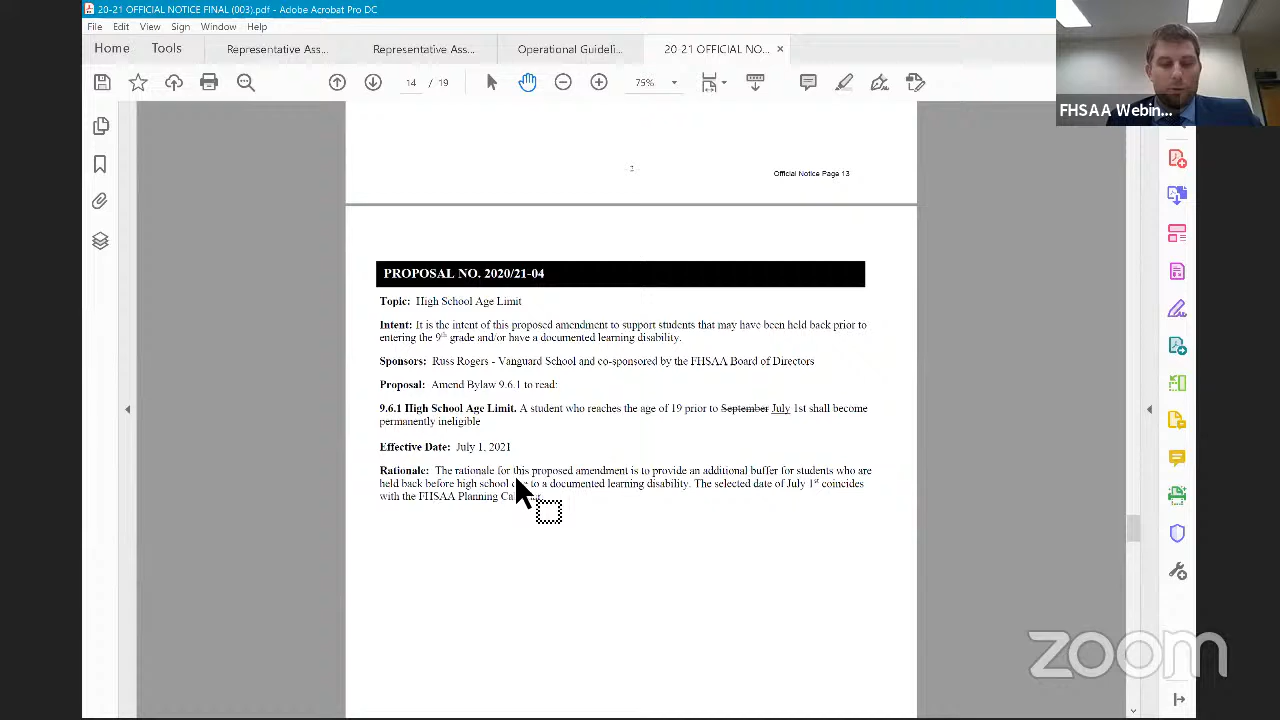 20-21 OFFICIAL NOTICE FINAL (003).pdf - Adobe Acrobat Pro DC
File Edit View Sign Window Help
Home Tools Representative Ass... Representative Ass... Operational Guideli... 20-21 OFFICIAL NO... ×
14 / 19 75%
FHSAA Webin...
3
Official Notice Page 13
PROPOSAL NO. 2020/21-04
Topic: High School Age Limit
Intent: It is the intent of this proposed amendment to support students that may have been held back prior to
entering the 9th grade and/or have a documented learning disability.
Sponsors: Russ Rogers - Vanguard School and co-sponsored by the FHSAA Board of Directors
Proposal: Amend Bylaw 9.6.1 to read:
9.6.1 High School Age Limit. A student who reaches the age of 19 prior to September July 1st shall become
permanently ineligible
Effective Date: July 1, 2021
Rationale: The rationale for this proposed amendment is to provide an additional buffer for students who are
held back before high school to a documented learning disability. The selected date of July 1st coincides
with the FHSAA Planning
zoom